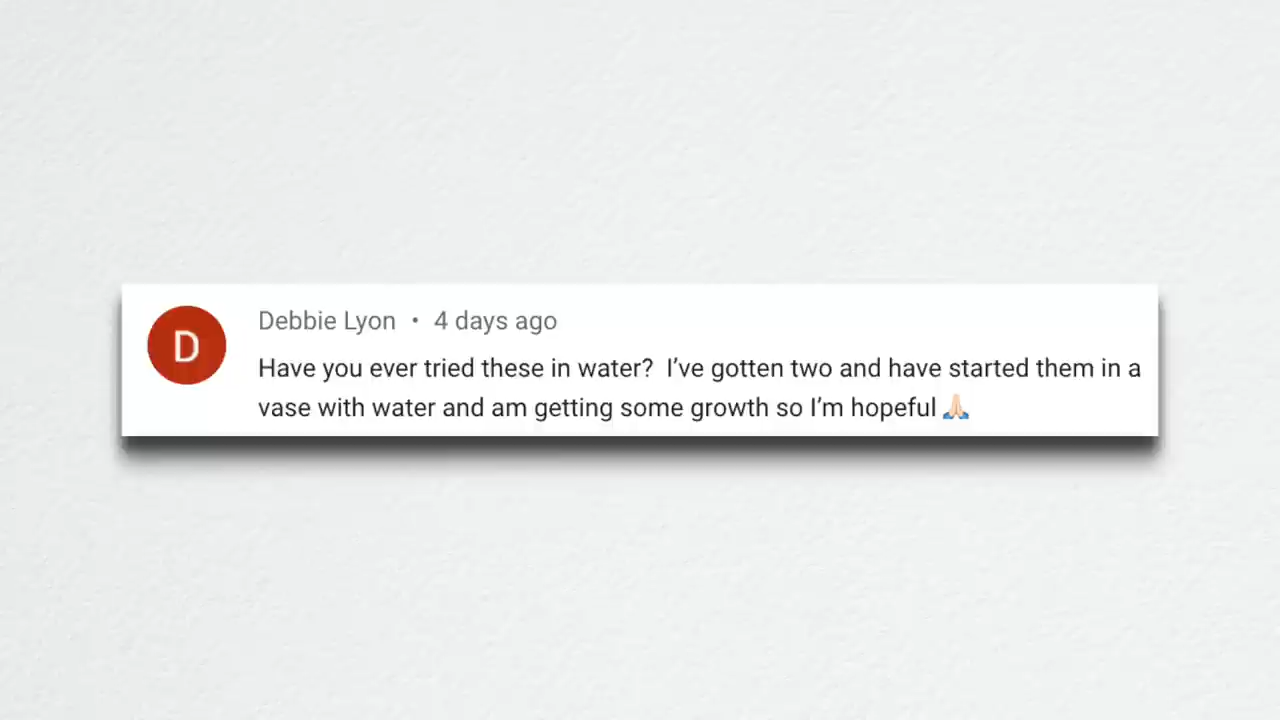 D
Debbie Lyon • 4 days ago
Have you ever tried these in water?  I've gotten two and have started them in a
vase with water and am getting some growth so I'm hopeful 🙏🏻